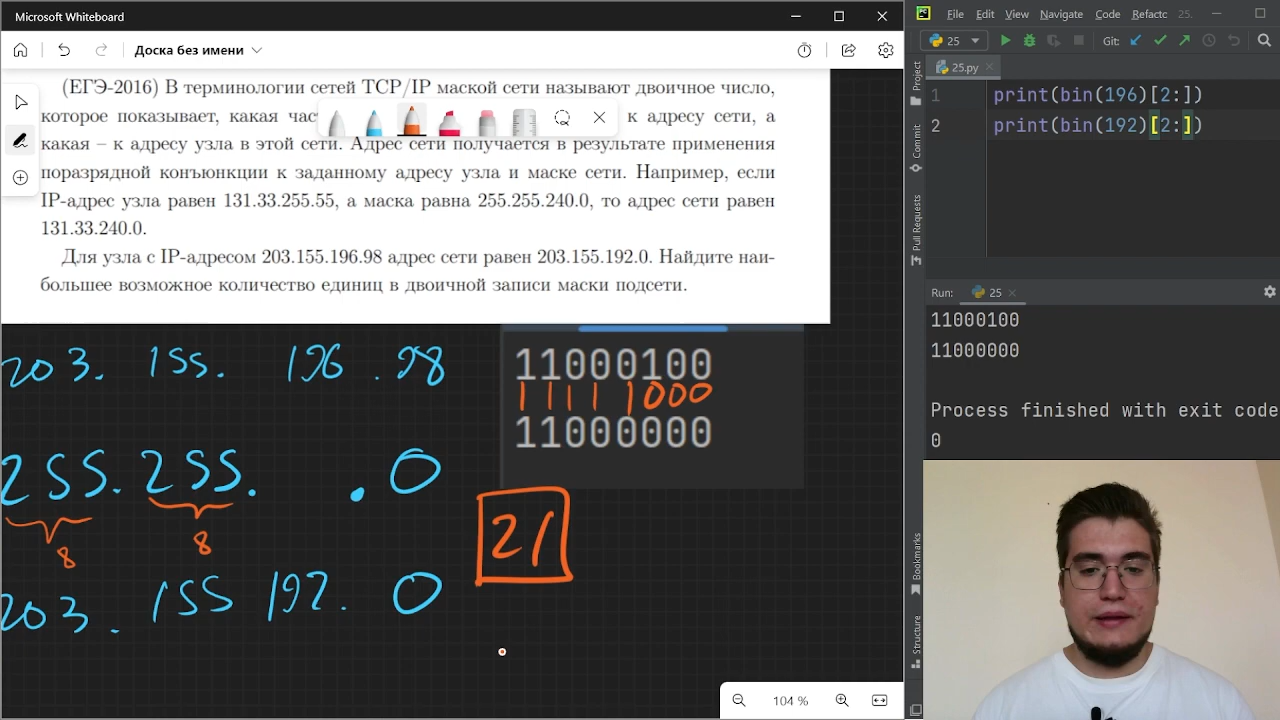 Microsoft Whiteboard
Доска без имени
(ЕГЭ-2016) В терминологии сетей TCP/IP маской сети называют двоичное число,
которое показывает, какая час к адресу сети, а
какая – к адресу узла в этой сети. Адрес сети получается в результате применения
поразрядной конъюнкции к заданному адресу узла и маске сети. Например, если
IP-адрес узла равен 131.33.255.55, а маска равна 255.255.240.0, то адрес сети равен
131.33.240.0.
Для узла с IP-адресом 203.155.196.98 адрес сети равен 203.155.192.0. Найдите наи-
большее возможное количество единиц в двоичной записи маски подсети.
203. 155. 196 . 98
255. 255. . 0
8 8
203. 155 192. 0
11000100
11111000
11000000
21
104 %
File Edit View Navigate Code Refactc 25.
25 Git:
25.py
1 print(bin(196)[2:])
2 print(bin(192)[2:])
Project
Commit
Pull Requests
Run: 25
11000100
11000000
Process finished with exit code
0
Bookmarks
Structure